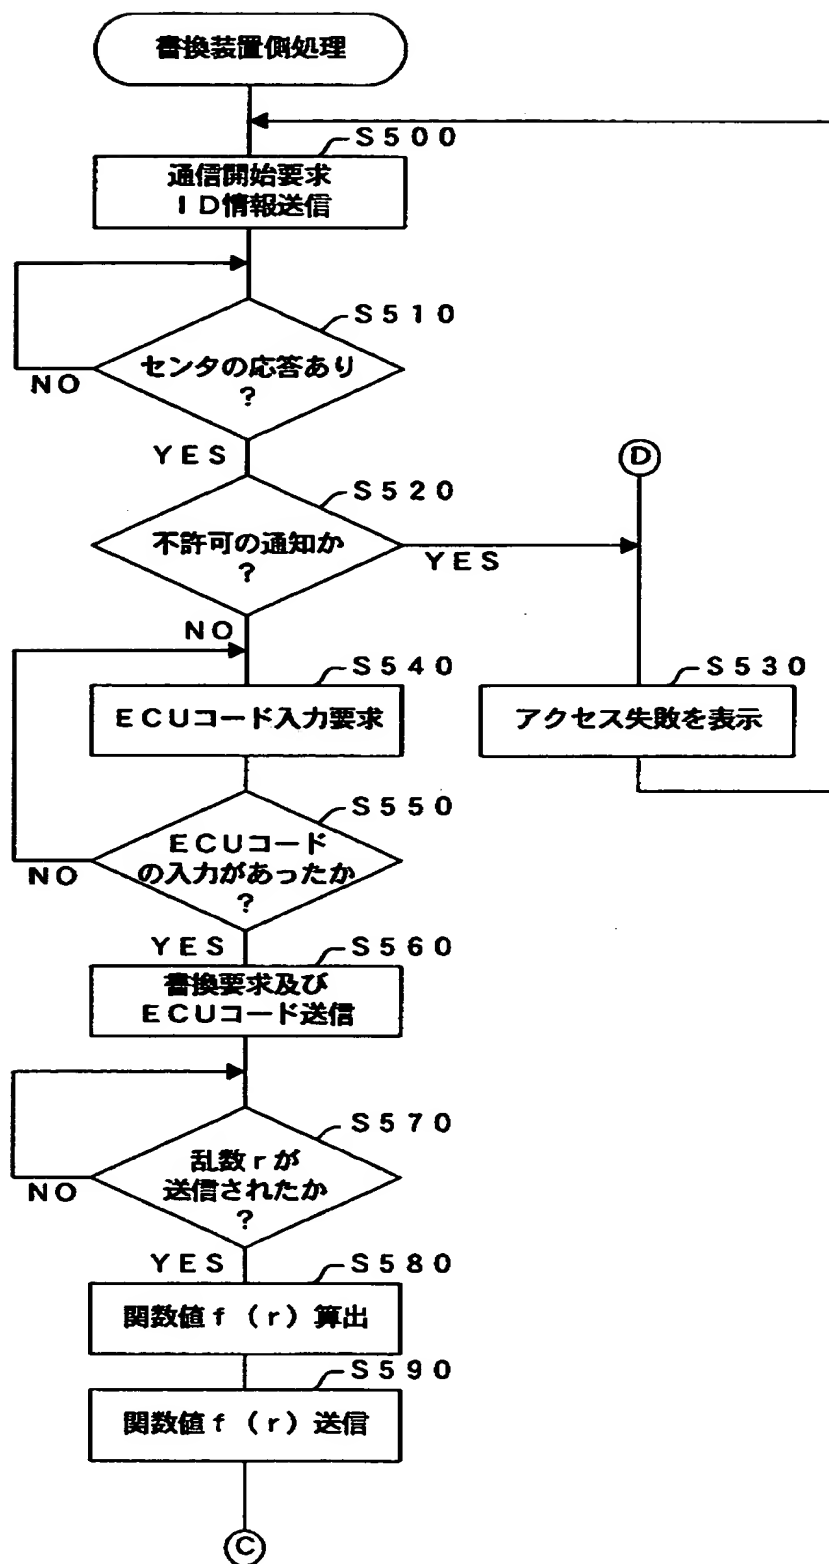 書換装置側処理
S500
通信開始要求
ID情報送信
S510
センタの応答あり
?
NO
YES
D
S520
不許可の通知か
?
YES
NO
S540
ECUコード入力要求
S530
アクセス失敗を表示
S550
ECUコード
の入力があったか
?
NO
YES
S560
書換要求及び
ECUコード送信
S570
乱数rが
送信されたか
?
NO
YES
S580
関数値f(r)算出
S590
関数値f(r)送信
C